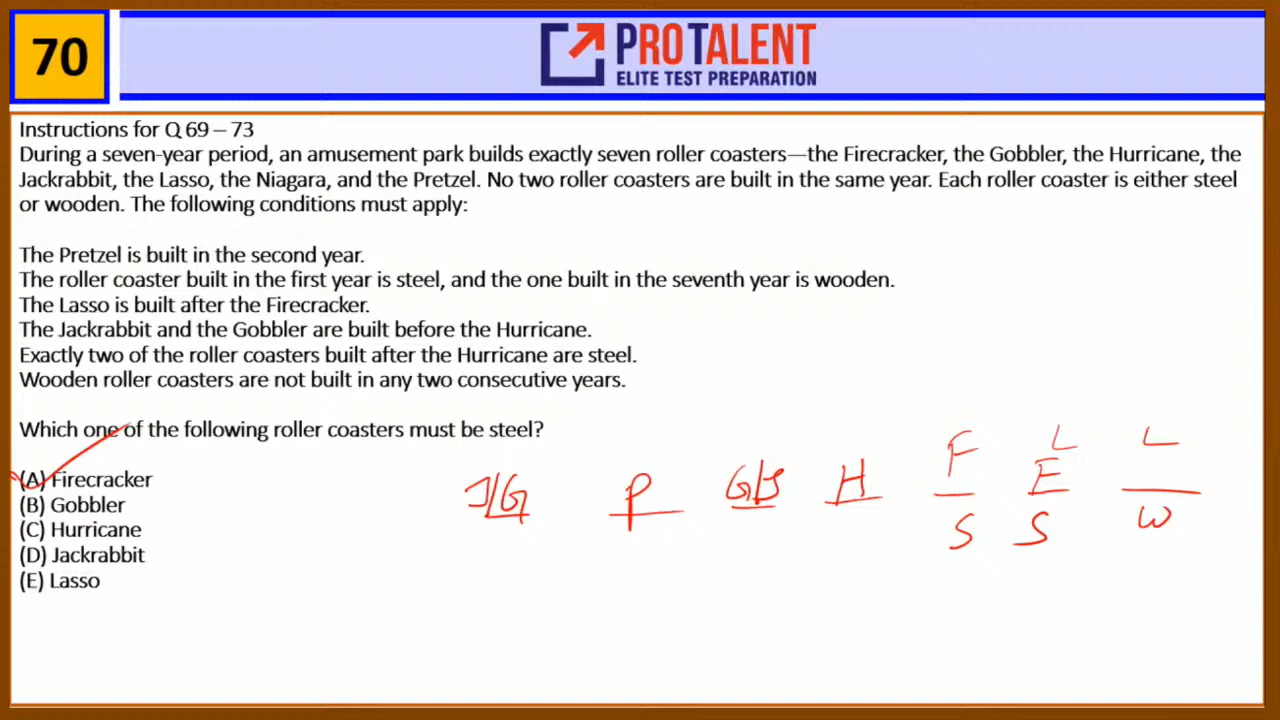 70
PROTALENT
ELITE TEST PREPARATION
Instructions for Q 69 – 73
During a seven-year period, an amusement park builds exactly seven roller coasters—the Firecracker, the Gobbler, the Hurricane, the
Jackrabbit, the Lasso, the Niagara, and the Pretzel. No two roller coasters are built in the same year. Each roller coaster is either steel
or wooden. The following conditions must apply:
The Pretzel is built in the second year.
The roller coaster built in the first year is steel, and the one built in the seventh year is wooden.
The Lasso is built after the Firecracker.
The Jackrabbit and the Gobbler are built before the Hurricane.
Exactly two of the roller coasters built after the Hurricane are steel.
Wooden roller coasters are not built in any two consecutive years.
Which one of the following roller coasters must be steel?
(A) Firecracker
(B) Gobbler
(C) Hurricane
(D) Jackrabbit
(E) Lasso
F L L
J/G P G/J H F
S S W